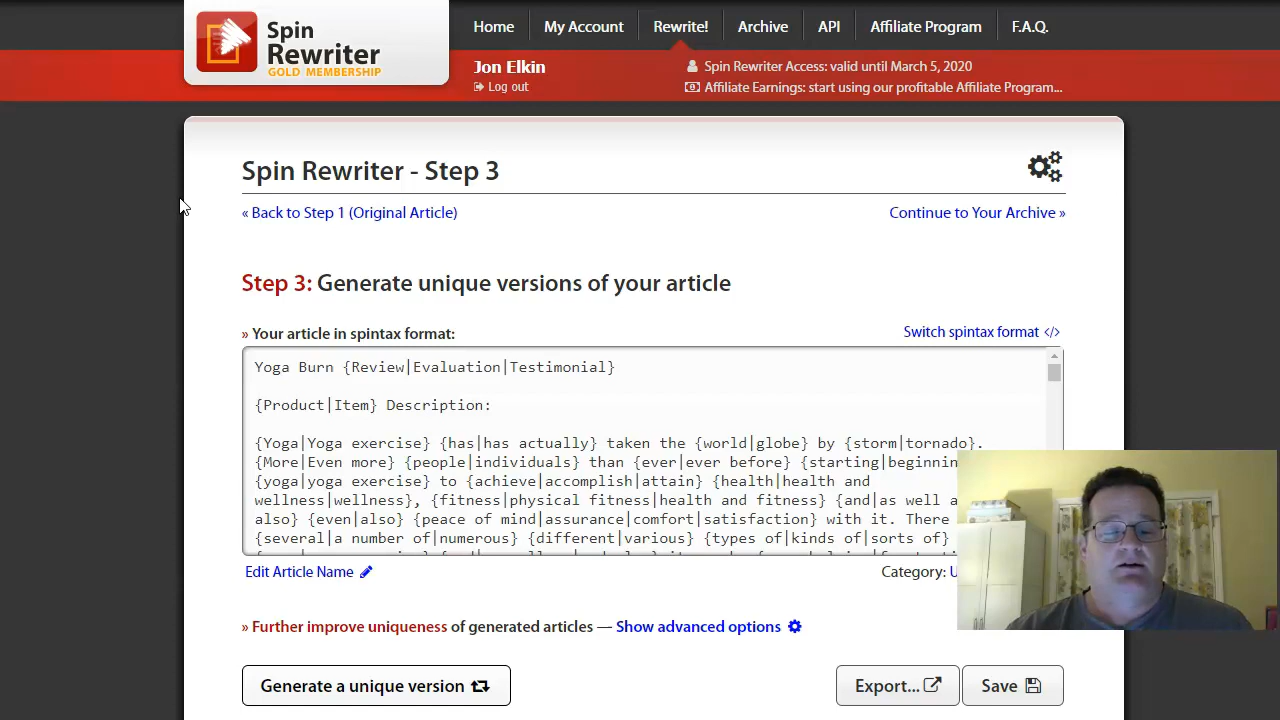 Spin
Rewriter
GOLD MEMBERSHIP
Home
My Account
Rewrite!
Archive
API
Affiliate Program
F.A.Q.
Jon Elkin
Log out
Spin Rewriter Access: valid until March 5, 2020
Affiliate Earnings: start using our profitable Affiliate Program...
Spin Rewriter - Step 3
« Back to Step 1 (Original Article)
Continue to Your Archive »
Step 3: Generate unique versions of your article
» Your article in spintax format:
Switch spintax format </>
Yoga Burn {Review|Evaluation|Testimonial}
{Product|Item} Description:
{Yoga|Yoga exercise} {has|has actually} taken the {world|globe} by {storm|tornado}.
{More|Even more} {people|individuals} than {ever|ever before} {starting|beginnin
{yoga|yoga exercise} to {achieve|accomplish|attain} {health|health and
wellness|wellness}, {fitness|physical fitness|health and fitness} {and|as well a
also} {even|also} {peace of mind|assurance|comfort|satisfaction} with it. There
{several|a number of|numerous} {different|various} {types of|kinds of|sorts of}
Edit Article Name
Category: U
» Further improve uniqueness of generated articles — Show advanced options
Generate a unique version
Export...
Save